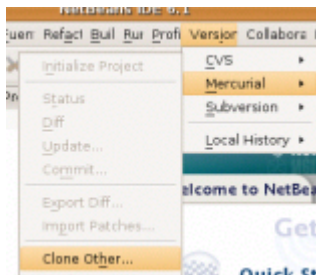 NetBeans IDE 6.1
Refact Buil Rur Profi Version Collabora
Initialize Project
Status
Diff
Update...
Commit...
Export Diff...
Import Patches...
Clone Other...
CVS
Mercurial
Subversion
Local History
elcome to NetBea
Get
Quick St